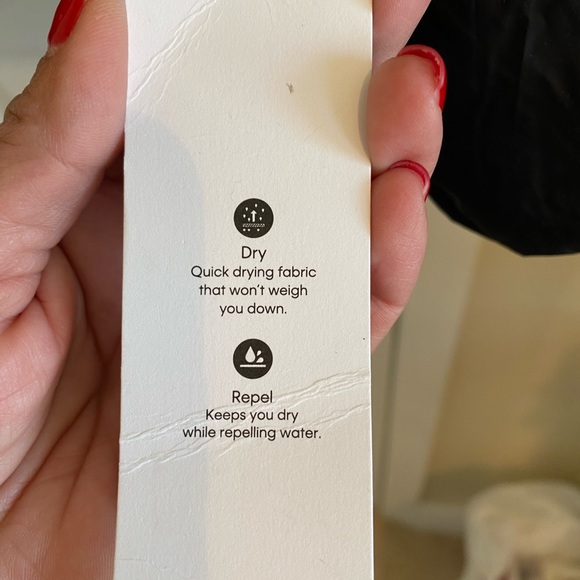 Dry
Quick drying fabric
that won't weigh
you down.
Repel
Keeps you dry
while repelling water.